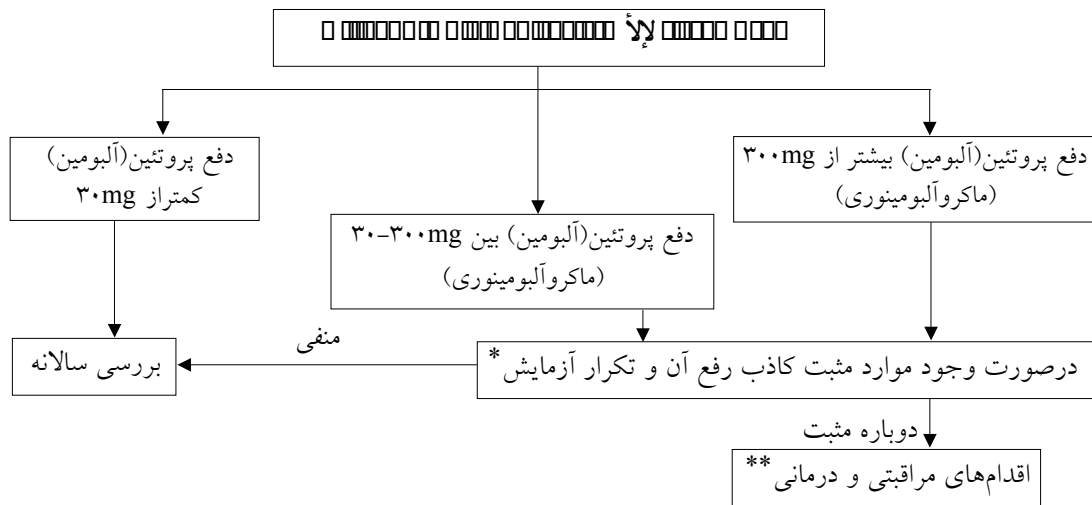 دفع پروتئین(آلبومین) بیشتر از ۳۰۰mg
(ماکروآلبومینوری)
دفع پروتئین(آلبومین) بین ۳۰-۳۰۰mg
(ماکروآلبومینوری)
دفع پروتئین(آلبومین)
کمتراز ۳۰mg
درصورت وجود موارد مثبت کاذب رفع آن و تکرار آزمایش*
منفی
بررسی سالانه
دوباره مثبت
اقدام‌های مراقبتی و درمانی**